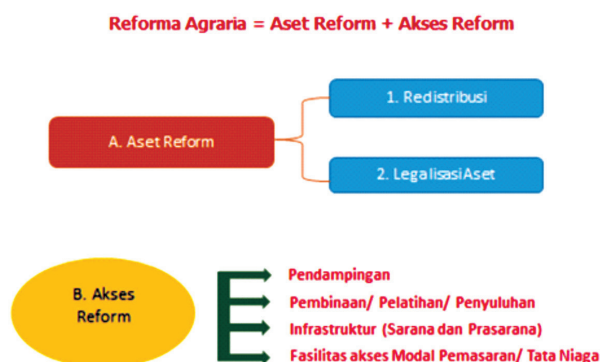 Reforma Agraria = Aset Reform + Akses Reform
1. Redistribusi
A. Aset Reform
2. LegalisasiAset
B. Akses
Reform
Pendampingan
Pembinaan/ Pelatihan/ Penyuluhan
Infrastruktur (Sarana dan Prasarana)
Fasilitas akses Modal Pemasaran/ Tata Niaga